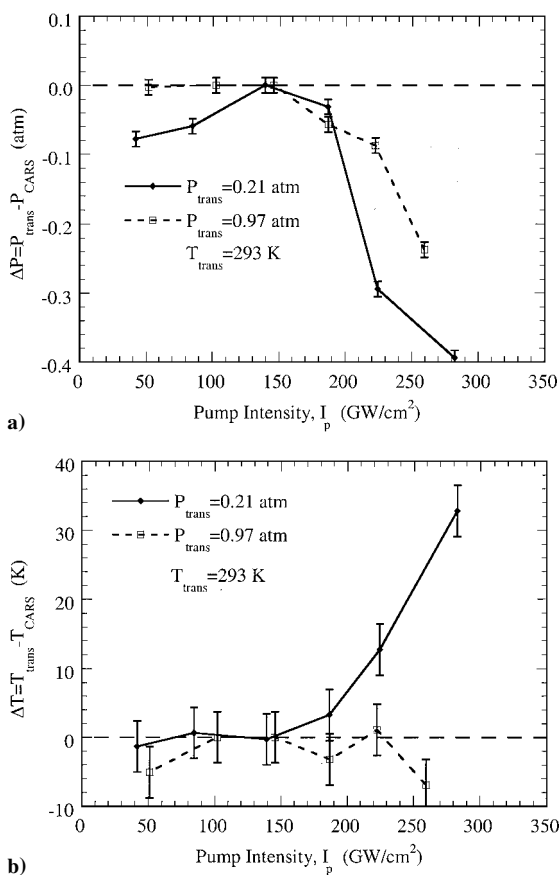 0.1
0.0
-0.1
-0.2
-0.3
-0.4
ΔP=P_trans-P_CARS (atm)
P_trans=0.21 atm
P_trans=0.97 atm
T_trans=293 K
0 50 100 150 200 250 300 350
Pump Intensity, I_p (GW/cm²)
a)
40
30
20
10
0
-10
ΔT=T_trans-T_CARS (K)
P_trans=0.21 atm
P_trans=0.97 atm
T_trans=293 K
0 50 100 150 200 250 300 350
Pump Intensity, I_p (GW/cm²)
b)